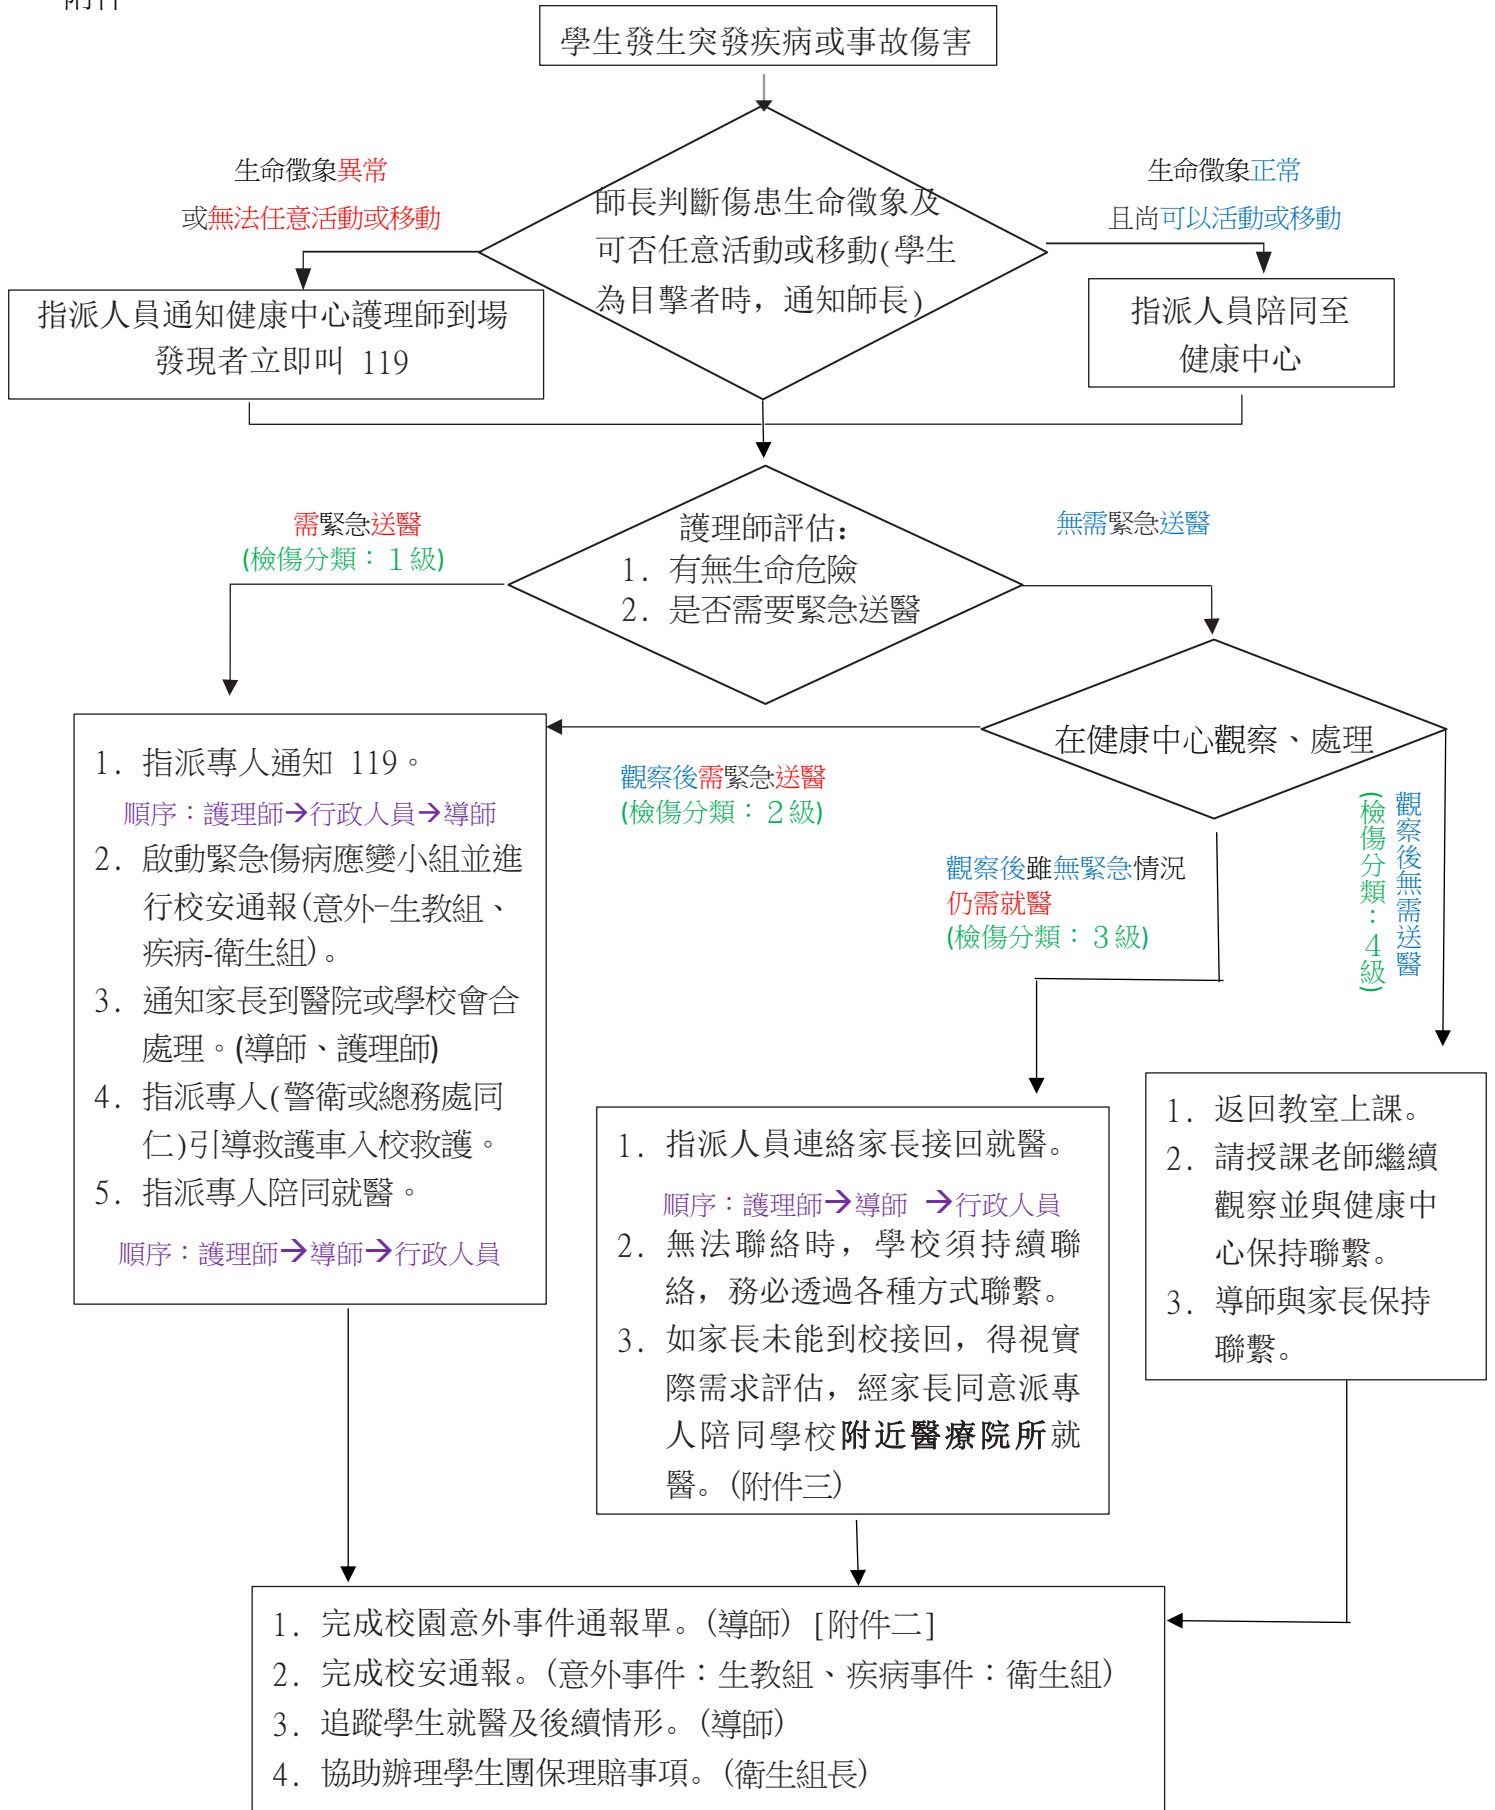 附件
學生發生突發疾病或事故傷害
生命徵象異常
或無法任意活動或移動
師長判斷傷患生命徵象及
可否任意活動或移動(學生
為目擊者時，通知師長)
生命徵象正常
且尚可以活動或移動
指派人員通知健康中心護理師到場
發現者立即叫 119
指派人員陪同至
健康中心
需緊急送醫
(檢傷分類：１級)
護理師評估：
1. 有無生命危險
2. 是否需要緊急送醫
無需緊急送醫
在健康中心觀察、處理
觀察後需緊急送醫
(檢傷分類：２級)
觀察後雖無緊急情況
仍需就醫
(檢傷分類：３級)
觀察後無需送醫
(檢傷分類：４級)
1. 指派專人通知 119。
順序：護理師→行政人員→導師
2. 啟動緊急傷病應變小組並進
行校安通報(意外-生教組、
疾病-衛生組)。
3. 通知家長到醫院或學校會合
處理。(導師、護理師)
4. 指派專人(警衛或總務處同
仁)引導救護車入校救護。
5. 指派專人陪同就醫。
順序：護理師→導師→行政人員
1. 指派人員連絡家長接回就醫。
順序：護理師→導師 →行政人員
2. 無法聯絡時，學校須持續聯
絡，務必透過各種方式聯繫。
3. 如家長未能到校接回，得視實
際需求評估，經家長同意派專
人陪同學校附近醫療院所就
醫。(附件三)
1. 返回教室上課。
2. 請授課老師繼續
觀察並與健康中
心保持聯繫。
3. 導師與家長保持
聯繫。
1. 完成校園意外事件通報單。(導師) [附件二]
2. 完成校安通報。(意外事件：生教組、疾病事件：衛生組)
3. 追蹤學生就醫及後續情形。(導師)
4. 協助辦理學生團保理賠事項。(衛生組長)